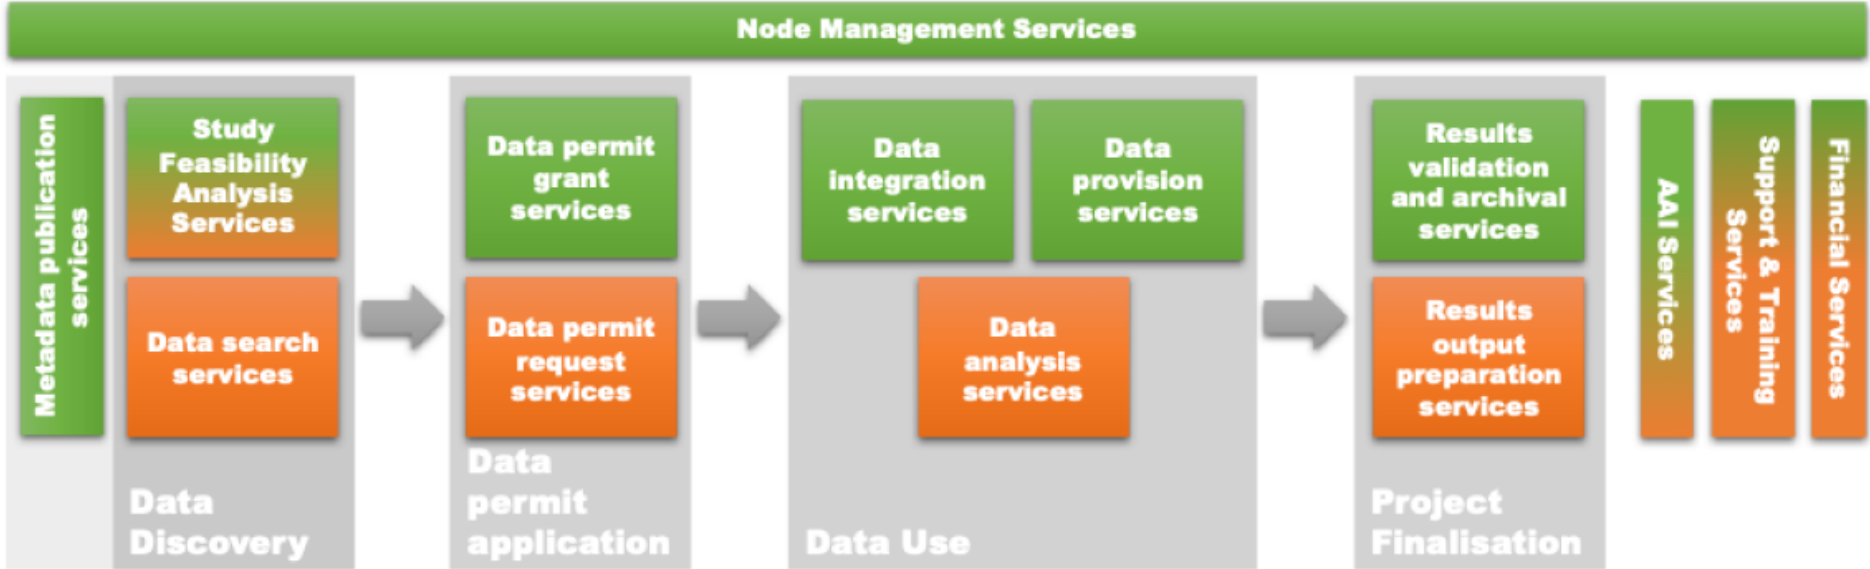 Node Management Services
Metadata publication
services
Study
Feasibility
Analysis
Services
Data search
services
Data
Discovery
Data permit
grant
services
Data permit
request
services
Data
permit
application
Data
integration
services
Data
provision
services
Data
analysis
services
Data Use
Results
validation
and archival
services
Results
output
preparation
services
Project
Finalisation
AAI Services
Support & Training
Services
Financial Services